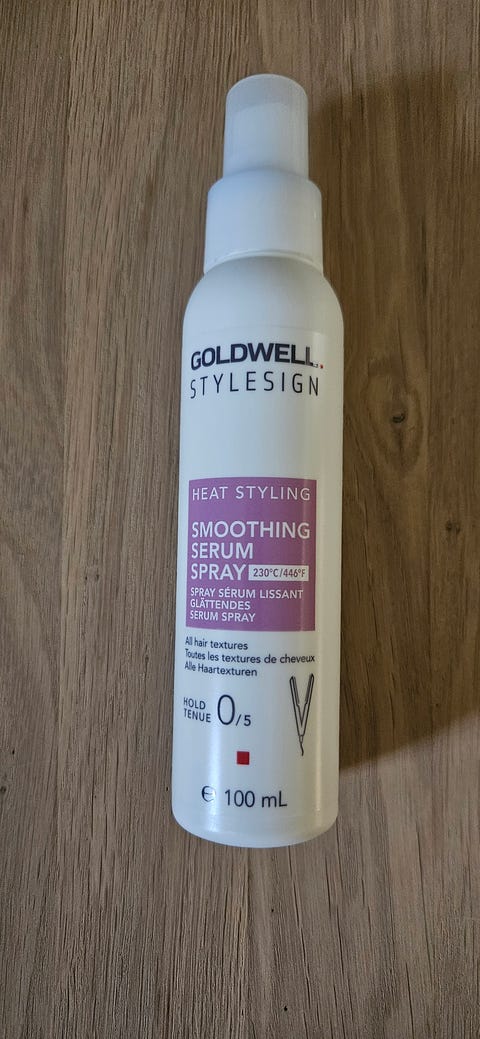 GOLDWELL.
STYLESIGN
HEAT STYLING
SMOOTHING
SERUM
SPRAY 230°C/446°F
SPRAY SÉRUM LISSANT
GLÄTTENDES
SERUM SPRAY
All hair textures
Toutes les textures de cheveux
Alle Haartexturen
HOLD
TENUE 0/5
℮ 100 mL